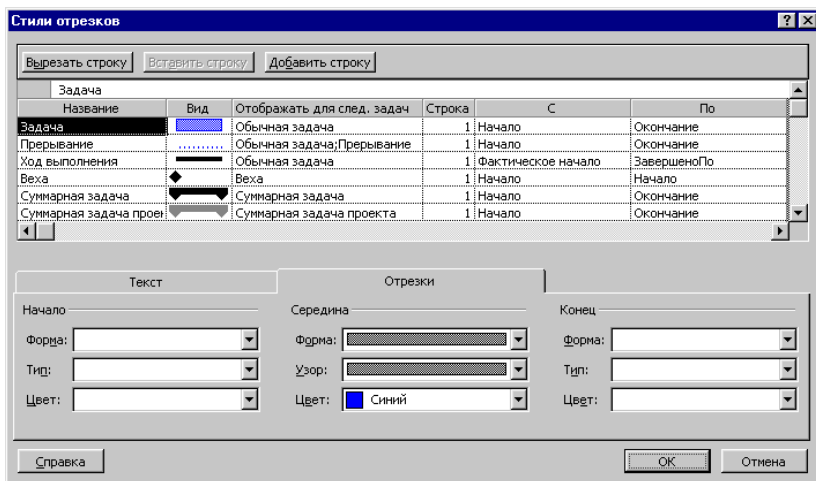 Стили отрезков
Вырезать строку Вставить строку Добавить строку
Задача
Название Вид Отображать для след. задач Строка С По
Задача Обычная задача 1 Начало Окончание
Прерывание Обычная задача;Прерывание 1 Начало Окончание
Ход выполнения Обычная задача 1 Фактическое начало ЗавершеноПо
Веха Веха 1 Начало Начало
Суммарная задача Суммарная задача 1 Начало Окончание
Суммарная задача прое Суммарная задача проекта 1 Начало Окончание
Текст Отрезки
Начало Середина Конец
Форма: Форма: Форма:
Тип: Узор: Тип:
Цвет: Цвет: Синий Цвет:
Справка ОК Отмена